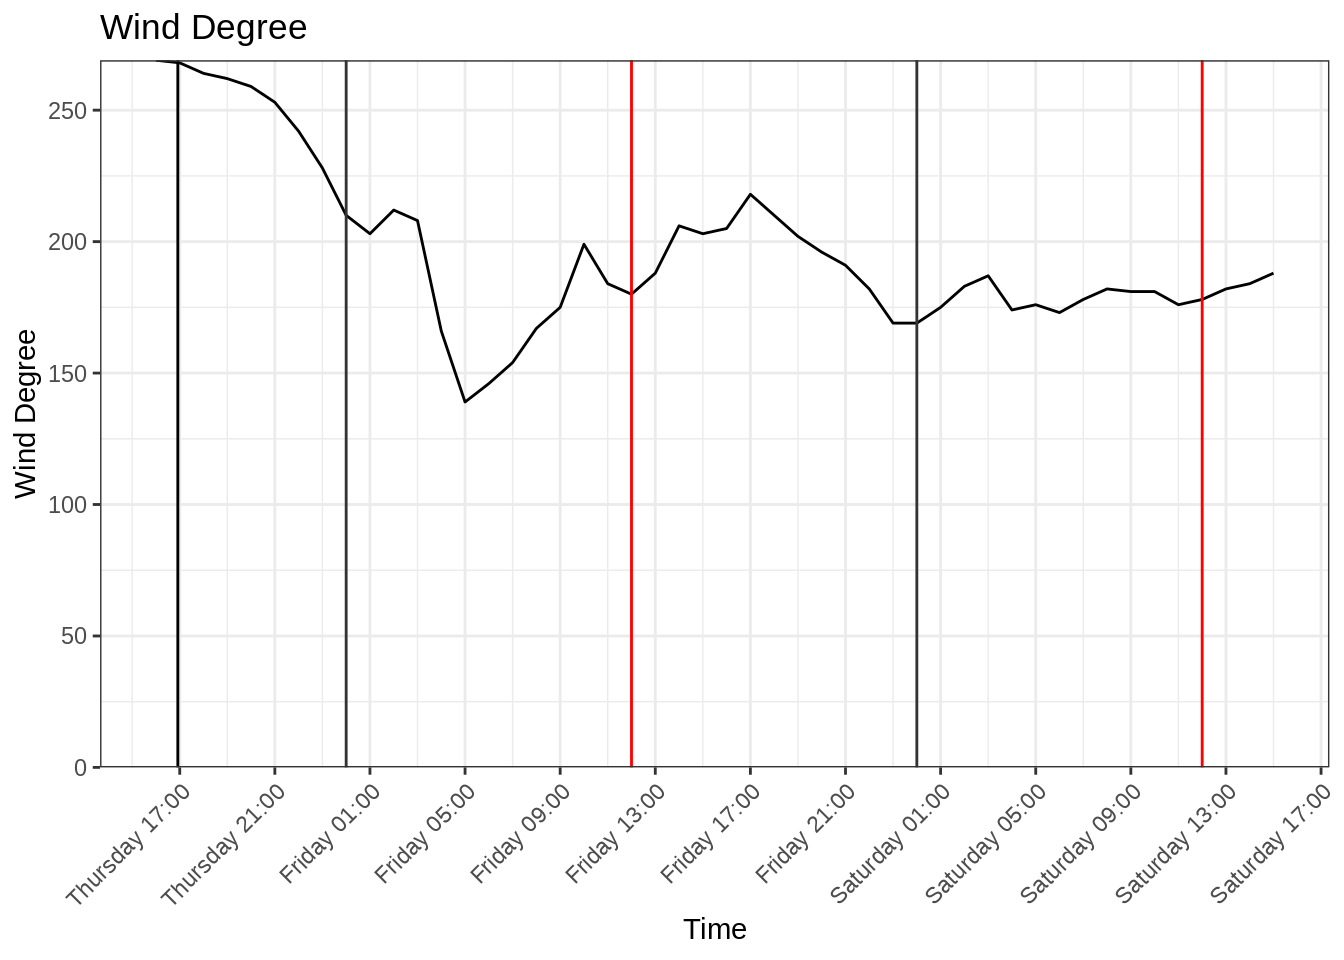 Wind Degree
Wind Degree
250
200
150
100
50
0
Thursday 17:00
Thursday 21:00
Friday 01:00
Friday 05:00
Friday 09:00
Friday 13:00
Friday 17:00
Friday 21:00
Saturday 01:00
Saturday 05:00
Saturday 09:00
Saturday 13:00
Saturday 17:00
Time